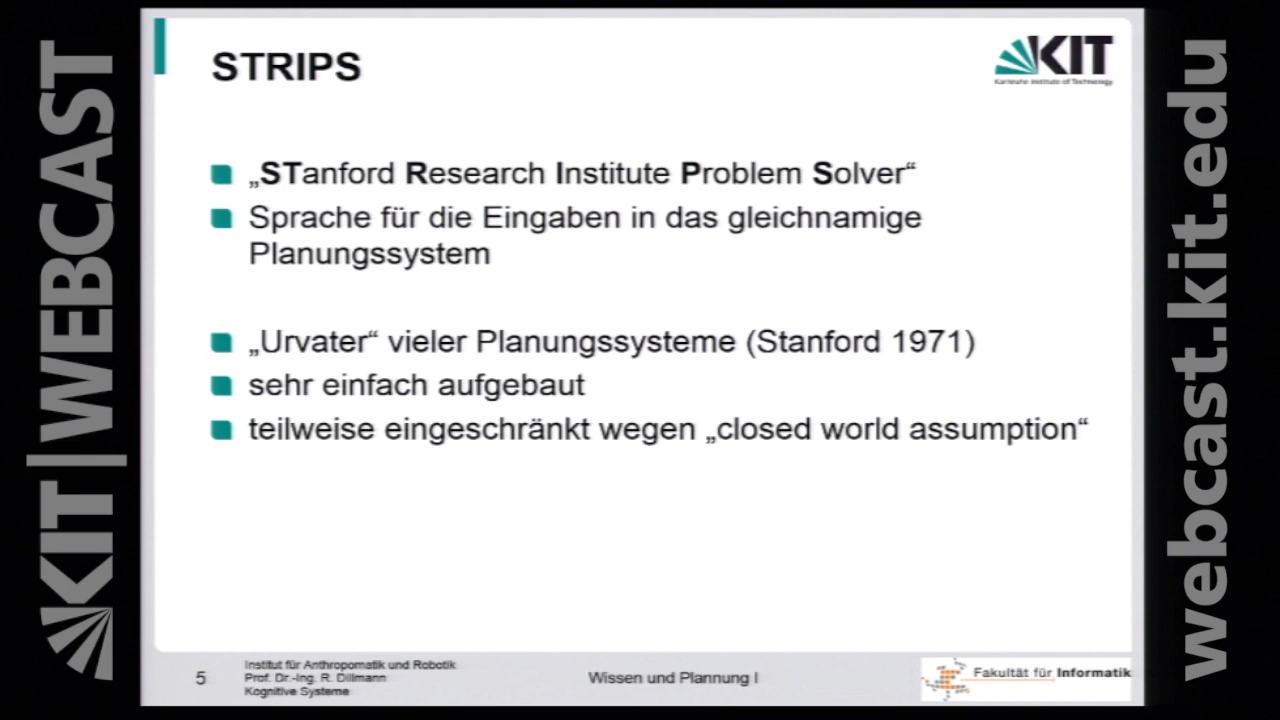 KIT|WEBCAST
STRIPS
KIT
Karlsruhe Institute of Technology
„STanford Research Institute Problem Solver“
Sprache für die Eingaben in das gleichnamige
Planungssystem
„Urvater“ vieler Planungssysteme (Stanford 1971)
sehr einfach aufgebaut
teilweise eingeschränkt wegen „closed world assumption“
5
Institut für Anthropomatik und Robotik
Prof. Dr.-Ing. R. Dillmann
Kognitive Systeme
Wissen und Plannung I
Fakultät für Informatik
webcast.kit.edu